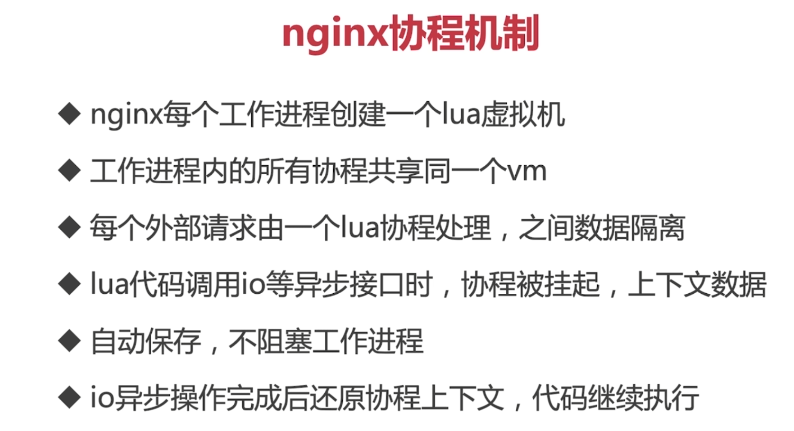 nginx协程机制
◆ nginx每个工作进程创建一个lua虚拟机
◆ 工作进程内的所有协程共享同一个vm
◆ 每个外部请求由一个lua协程处理，之间数据隔离
◆ lua代码调用io等异步接口时，协程被挂起，上下文数据
◆ 自动保存，不阻塞工作进程
◆ io异步操作完成后还原协程上下文，代码继续执行